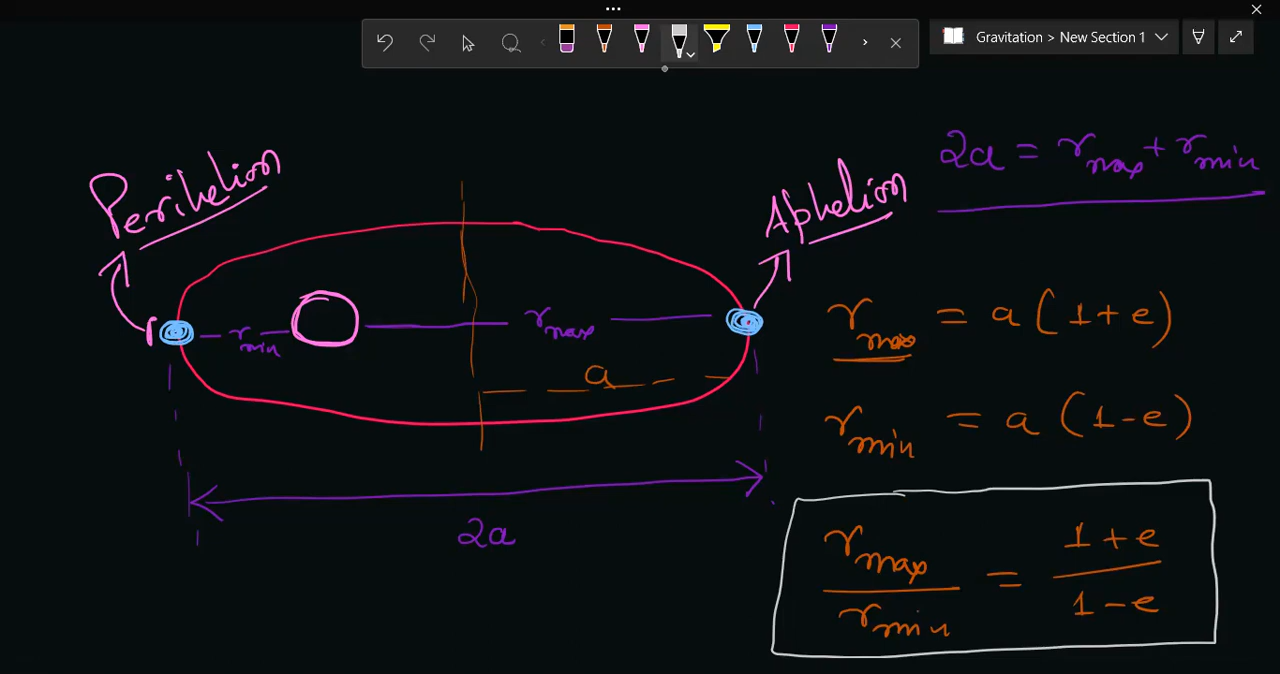 Gravitation > New Section 1
2a = rmax + rmin
Perihelion
Aphelion
rmin
rmax
a
2a
rmax = a (1+e)
rmin = a (1-e)
rmax
rmin
=
1+e
1-e